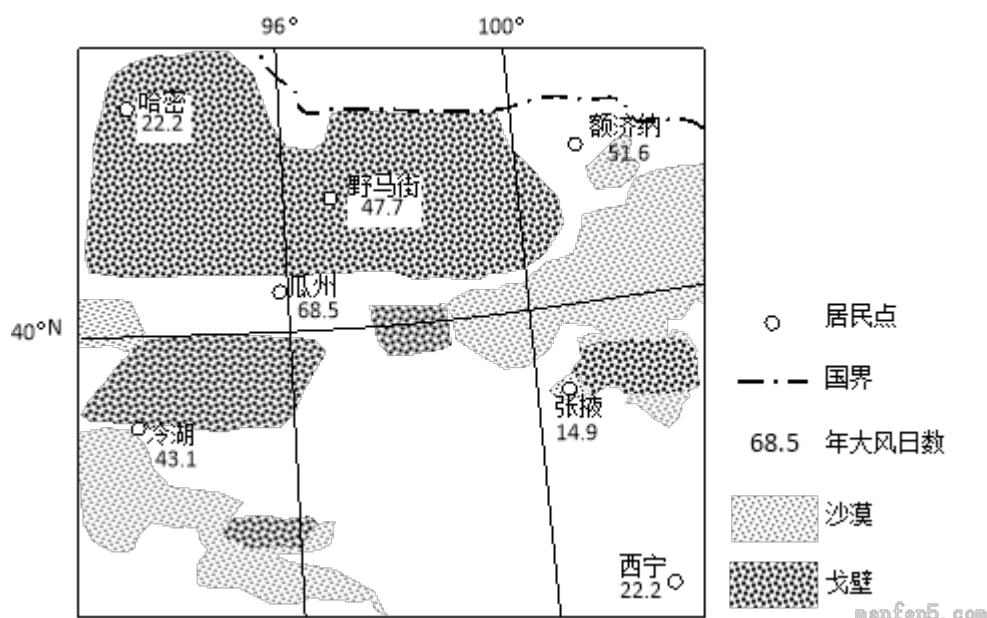 96°
100°
哈密
22.2
额济纳
51.6
野马街
47.7
瓜州
68.5
40°N
居民点
国界
张掖
14.9
冷湖
43.1
68.5 年大风日数
沙漠
西宁
22.2
戈壁
manfen5.com